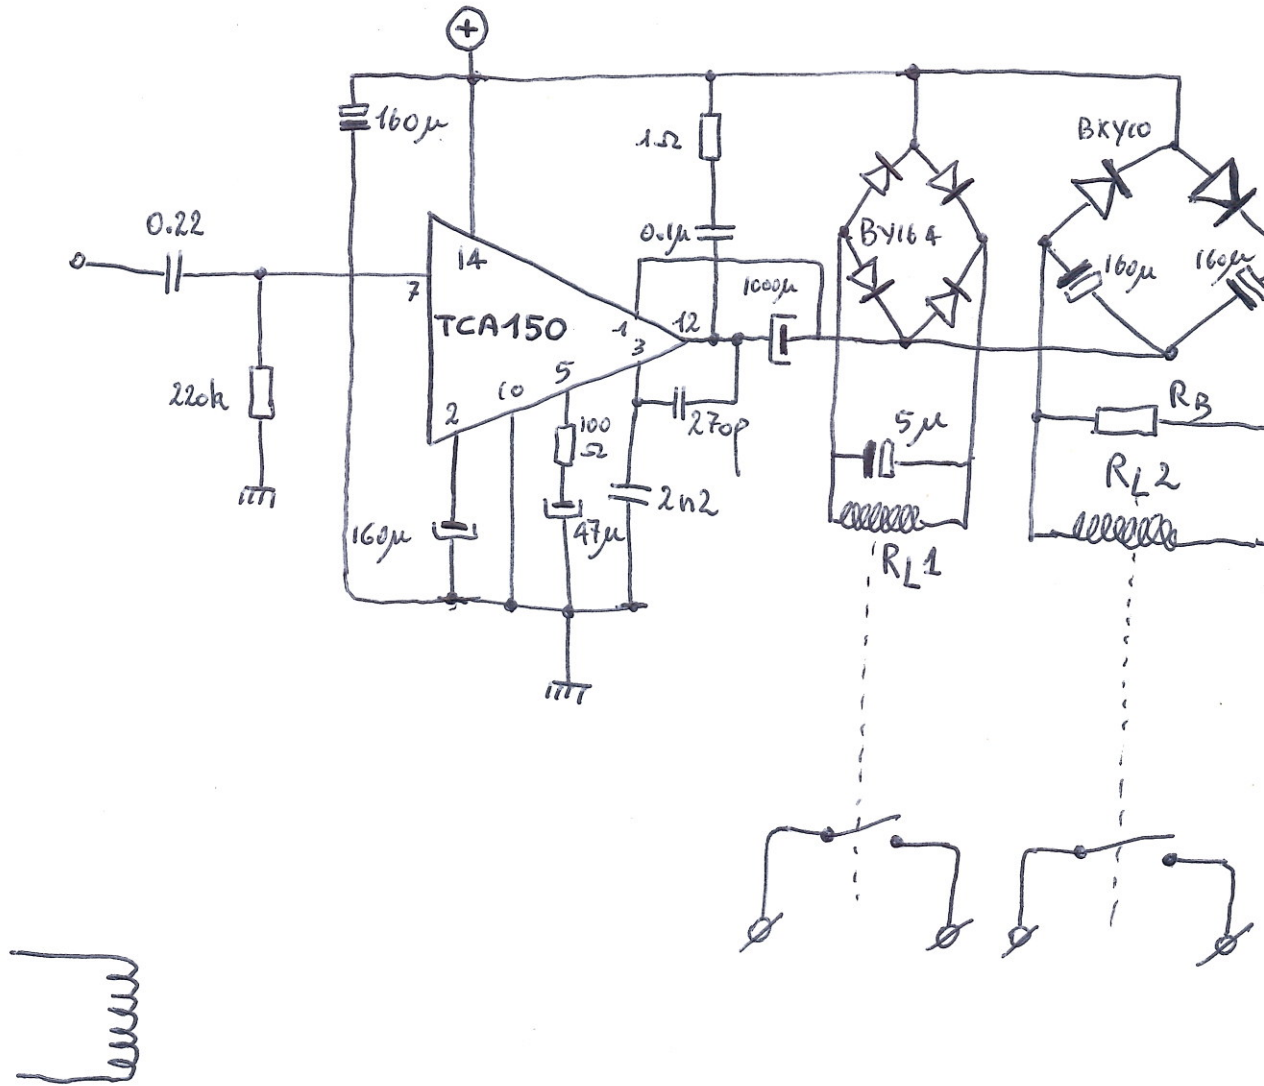 +
160µ
1Ω
BKY10
0.22
0.1µ
BY164
14
1000µ
160µ
160µ
7
TCA150
1
12
3
220k
5
10
2
100
Ω
270p
5µ
RB
RL2
2n2
160µ
47µ
RL1